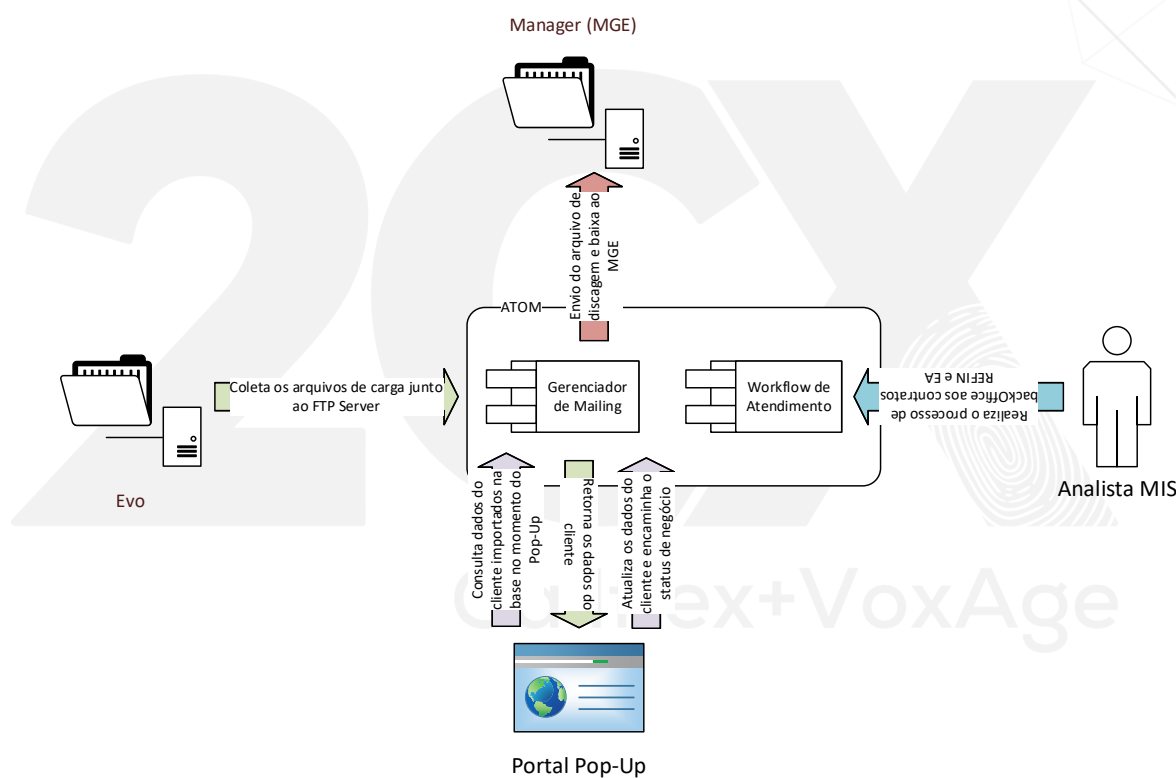 Manager (MGE)
2CX
Envio do arquivo de
discagem e baixa ao
MGE
ATOM
Coleta os arquivos de carga junto
ao FTP Server
Gerenciador
de Mailing
Workflow de
Atendimento
Realiza o processo de
backOffice aos contratos
REFIN e EA
Evo
Analista MIS
Consulta dados do
cliente importados na
base no momento do
Pop-Up
Retorna os dados do
cliente
Atualiza os dados do
cliente e encaminha o
status de negócio
ex+VoxAge
Portal Pop-Up